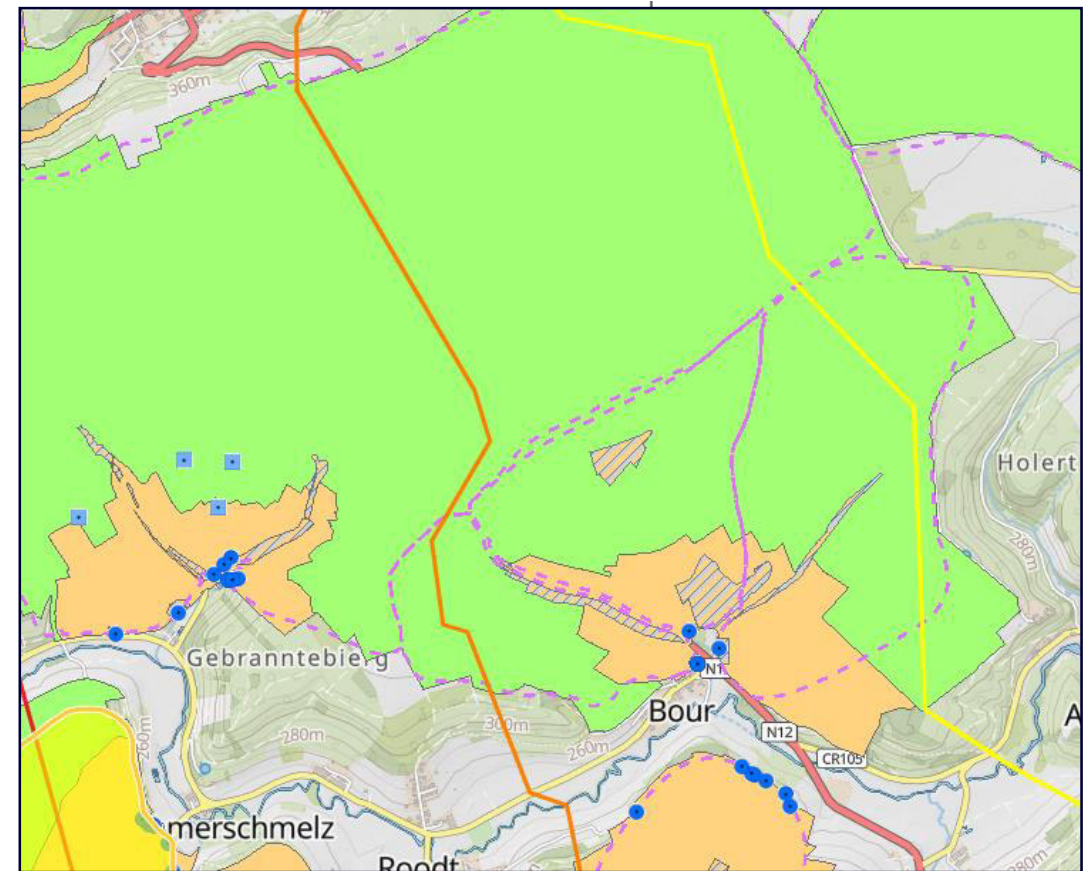 360m
Holert
280m
Gebranntebierg
N1
Bour
300m
280m
260m
260m
N12
CR105
A
merschmelz
Roodt
280m